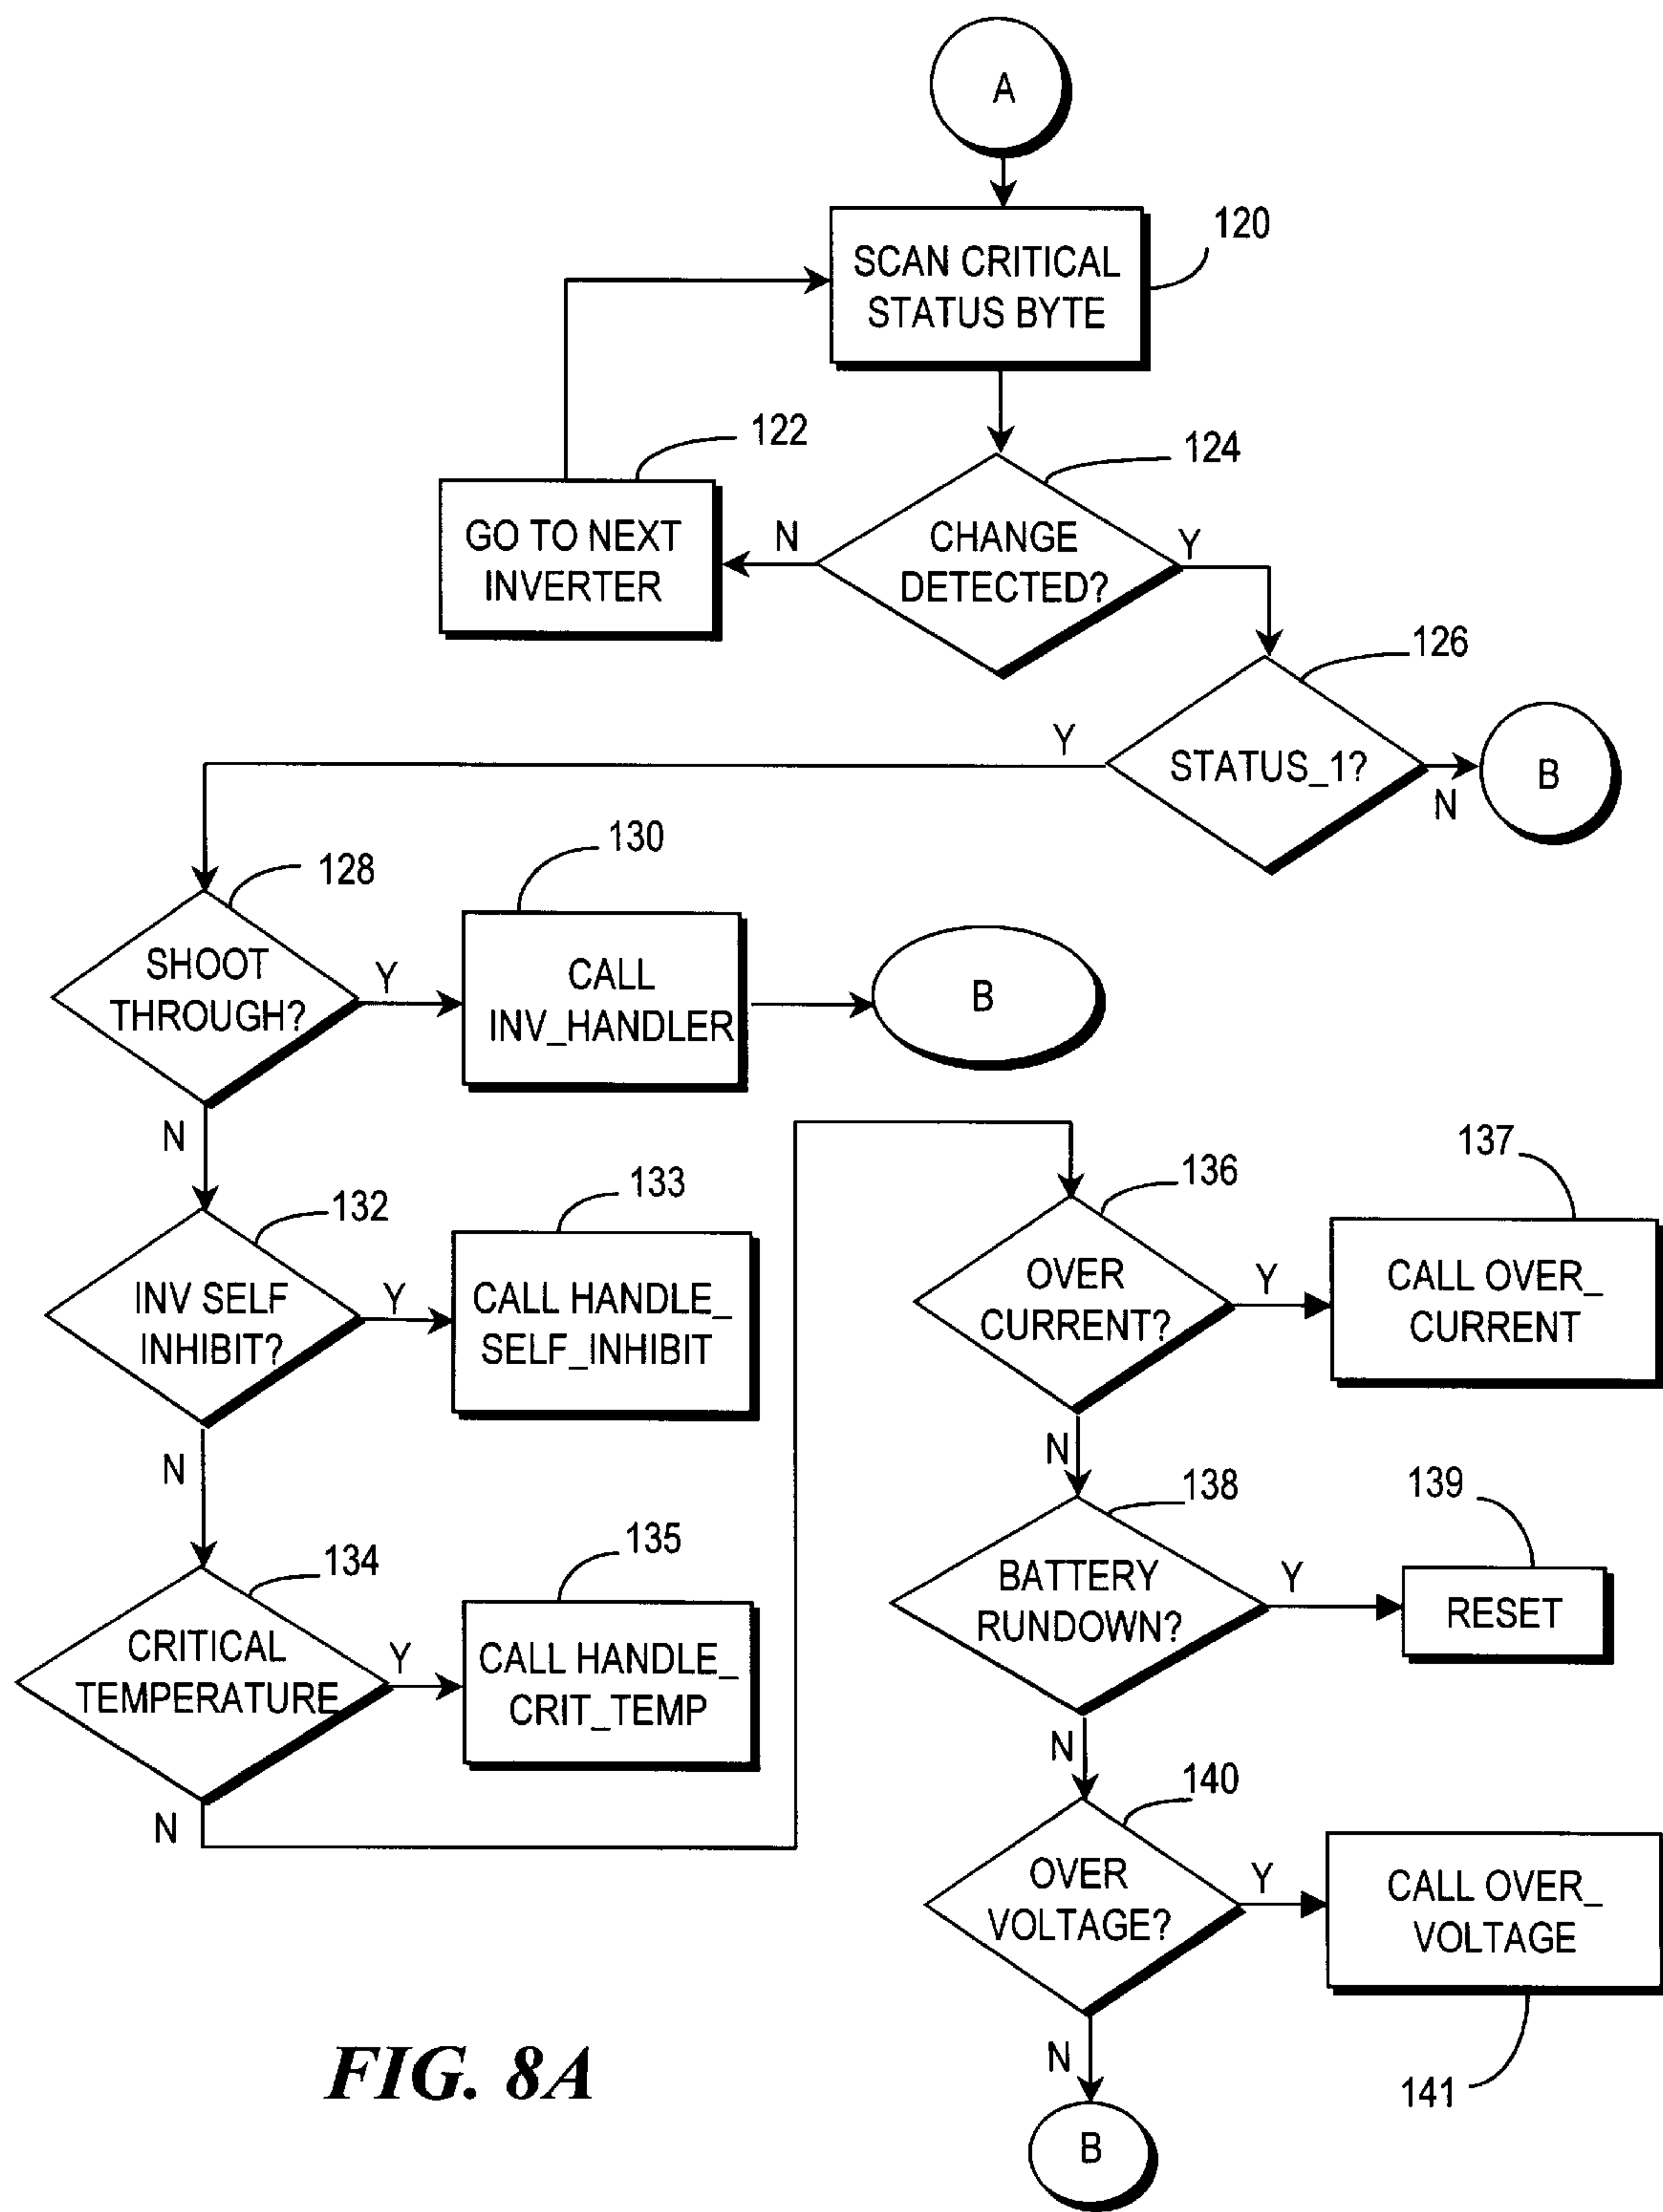 A
SCAN CRITICAL
STATUS BYTE
120
122
124
GO TO NEXT
INVERTER
N
CHANGE
DETECTED?
Y
126
Y
STATUS_1?
N
B
128
130
SHOOT
THROUGH?
Y
CALL
INV_HANDLER
B
N
132
133
INV SELF
INHIBIT?
Y
CALL HANDLE_
SELF_INHIBIT
N
134
135
CRITICAL
TEMPERATURE
Y
CALL HANDLE_
CRIT_TEMP
N
136
137
OVER
CURRENT?
Y
CALL OVER_
CURRENT
N
138
139
BATTERY
RUNDOWN?
Y
RESET
N
140
OVER
VOLTAGE?
Y
CALL OVER_
VOLTAGE
141
N
B
FIG. 8A